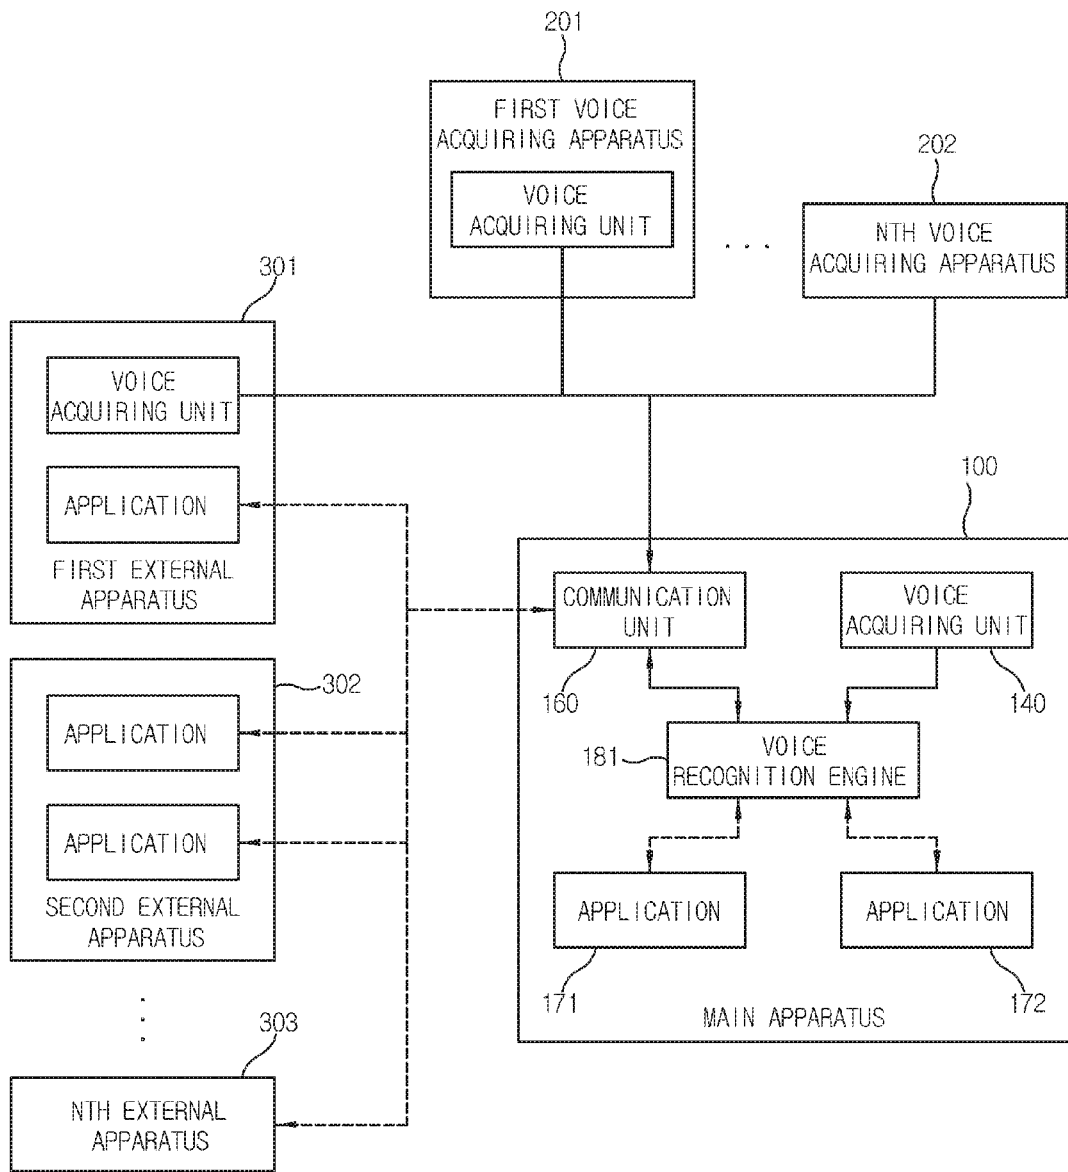 201
FIRST VOICE
ACQUIRING APPARATUS
VOICE
ACQUIRING UNIT
202
NTH VOICE
ACQUIRING APPARATUS
. . .
301
VOICE
ACQUIRING UNIT
APPLICATION
FIRST EXTERNAL
APPARATUS
302
APPLICATION
APPLICATION
SECOND EXTERNAL
APPARATUS
303
NTH EXTERNAL
APPARATUS
100
COMMUNICATION
UNIT
160
VOICE
ACQUIRING UNIT
140
181
VOICE
RECOGNITION ENGINE
APPLICATION
171
APPLICATION
172
MAIN APPARATUS